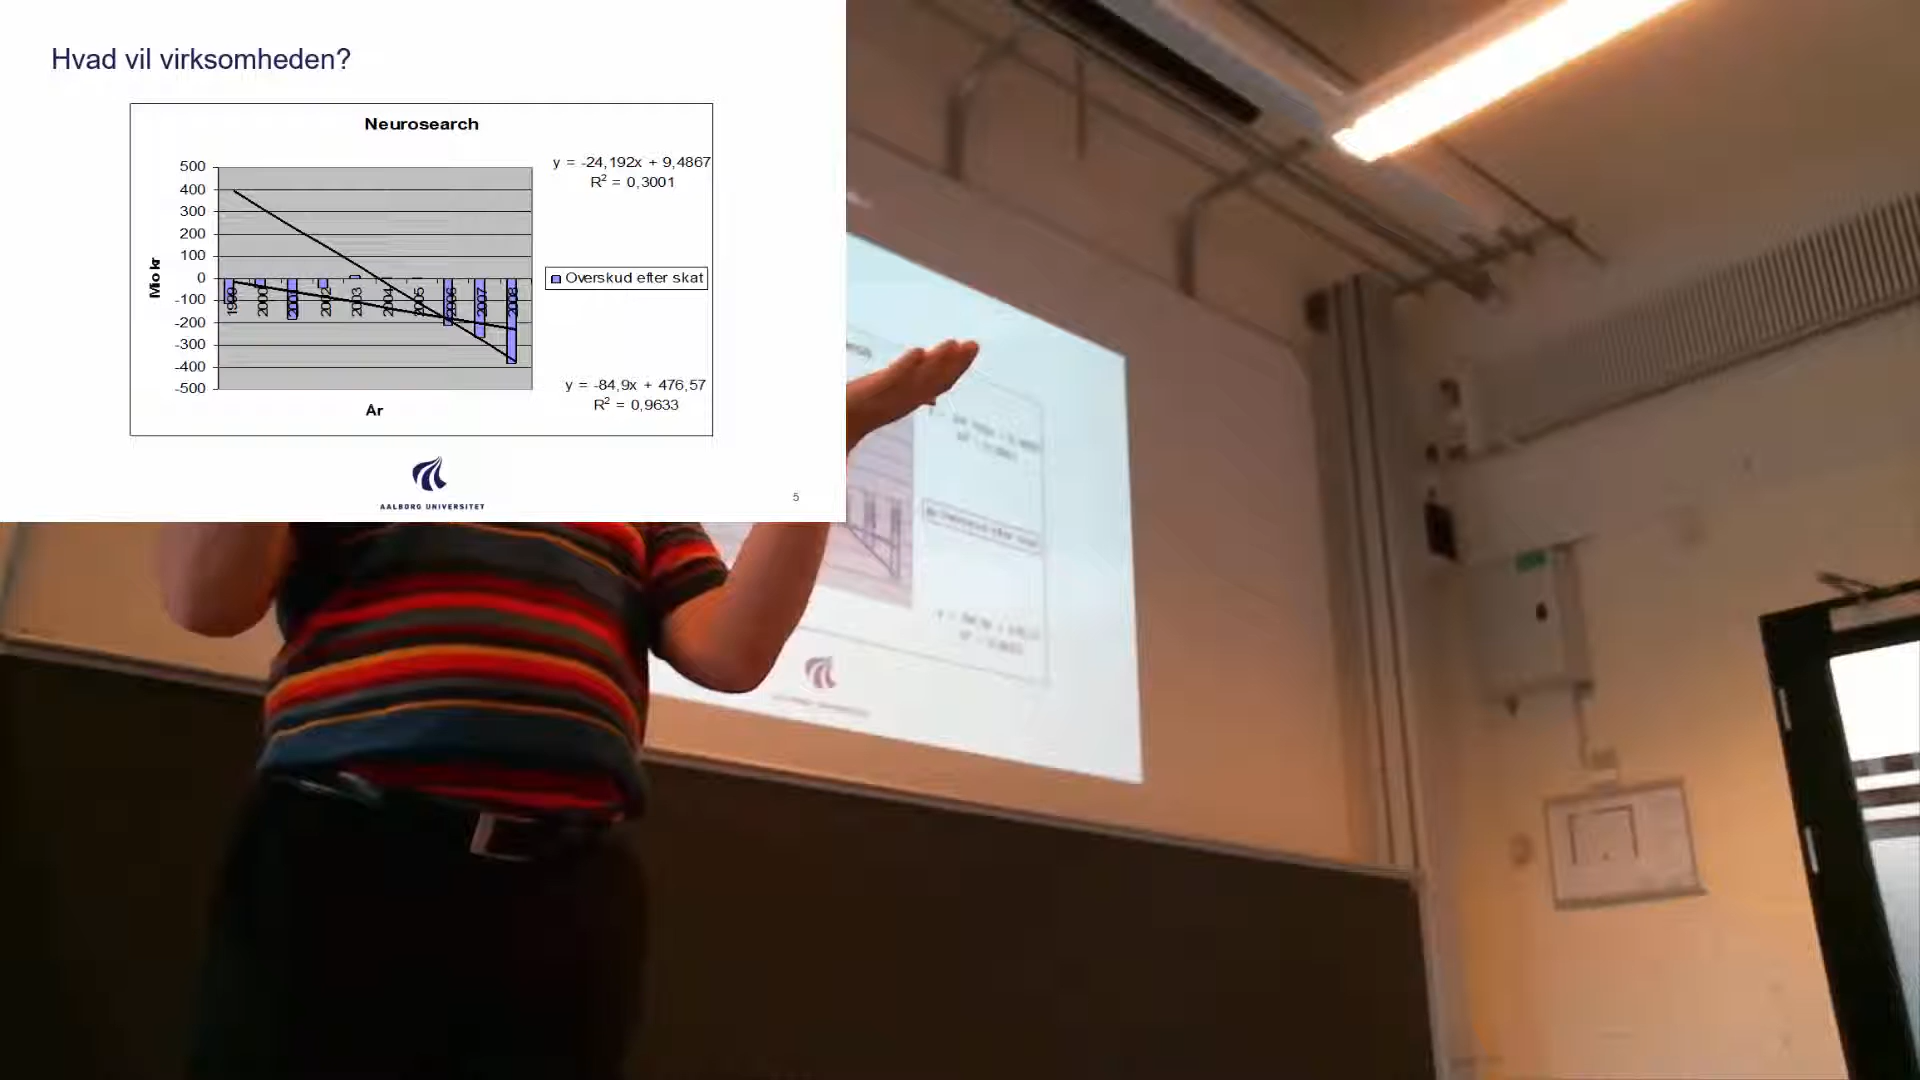 Hvad vil virksomheden?
Neurosearch
y = -24,192x + 9,4867
R² = 0,3001
500
400
300
200
100
0
-100
-200
-300
-400
-500
Mio kr
1999
2000
2001
2002
2003
2004
2005
2006
2007
2008
Overskud efter skat
y = -84,9x + 476,57
R² = 0,9633
År
AALBORG UNIVERSITET
5